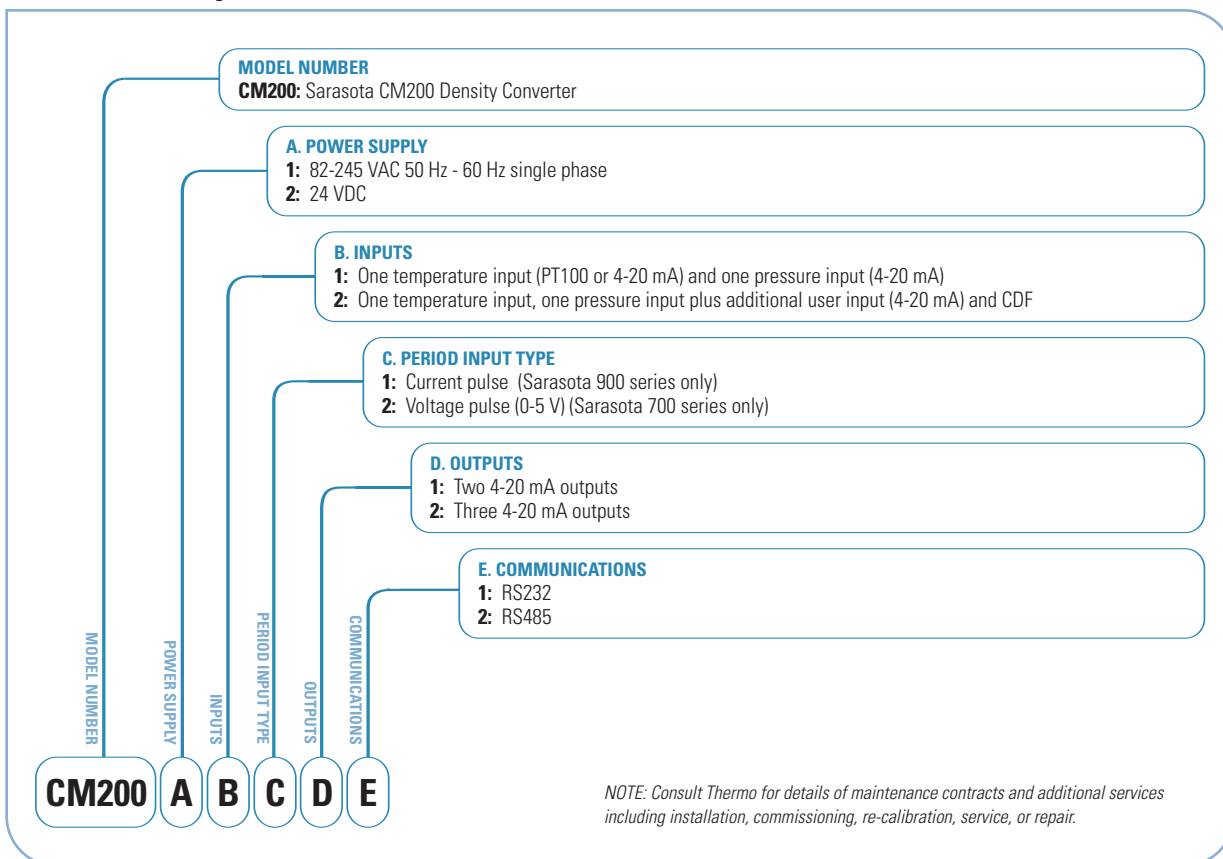 MODEL NUMBER
CM200: Sarasota CM200 Density Converter
A. POWER SUPPLY
1: 82-245 VAC 50 Hz - 60 Hz single phase
2: 24 VDC
B. INPUTS
1: One temperature input (PT100 or 4-20 mA) and one pressure input (4-20 mA)
2: One temperature input, one pressure input plus additional user input (4-20 mA) and CDF
C. PERIOD INPUT TYPE
1: Current pulse (Sarasota 900 series only)
2: Voltage pulse (0-5 V) (Sarasota 700 series only)
D. OUTPUTS
1: Two 4-20 mA outputs
2: Three 4-20 mA outputs
E. COMMUNICATIONS
1: RS232
2: RS485
MODEL NUMBER
POWER SUPPLY
INPUTS
PERIOD INPUT TYPE
OUTPUTS
COMMUNICATIONS
CM200 A B C D E
NOTE: Consult Thermo for details of maintenance contracts and additional services
including installation, commissioning, re-calibration, service, or repair.